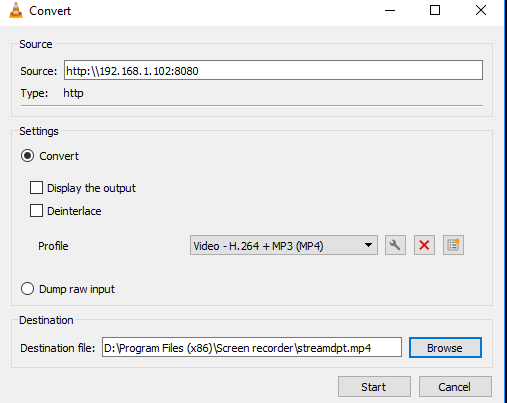 Convert
Source
Source: http:\\192.168.1.102:8080
Type: http
Settings
Convert
Display the output
Deinterlace
Profile Video - H.264 + MP3 (MP4)
Dump raw input
Destination
Destination file: D:\Program Files (x86)\Screen recorder\streamdpt.mp4 Browse
Start Cancel